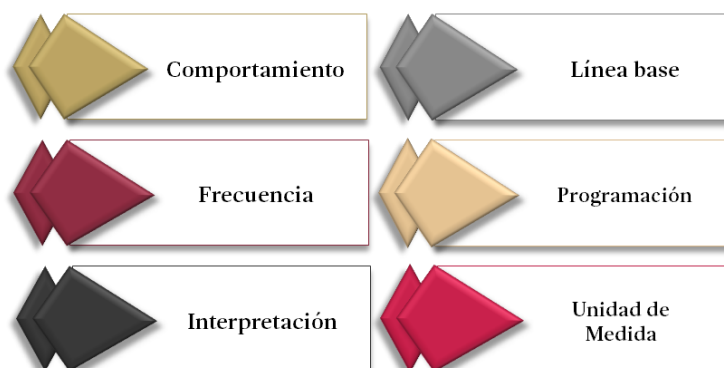 Comportamiento
Línea base
Frecuencia
Programación
Interpretación
Unidad de
Medida